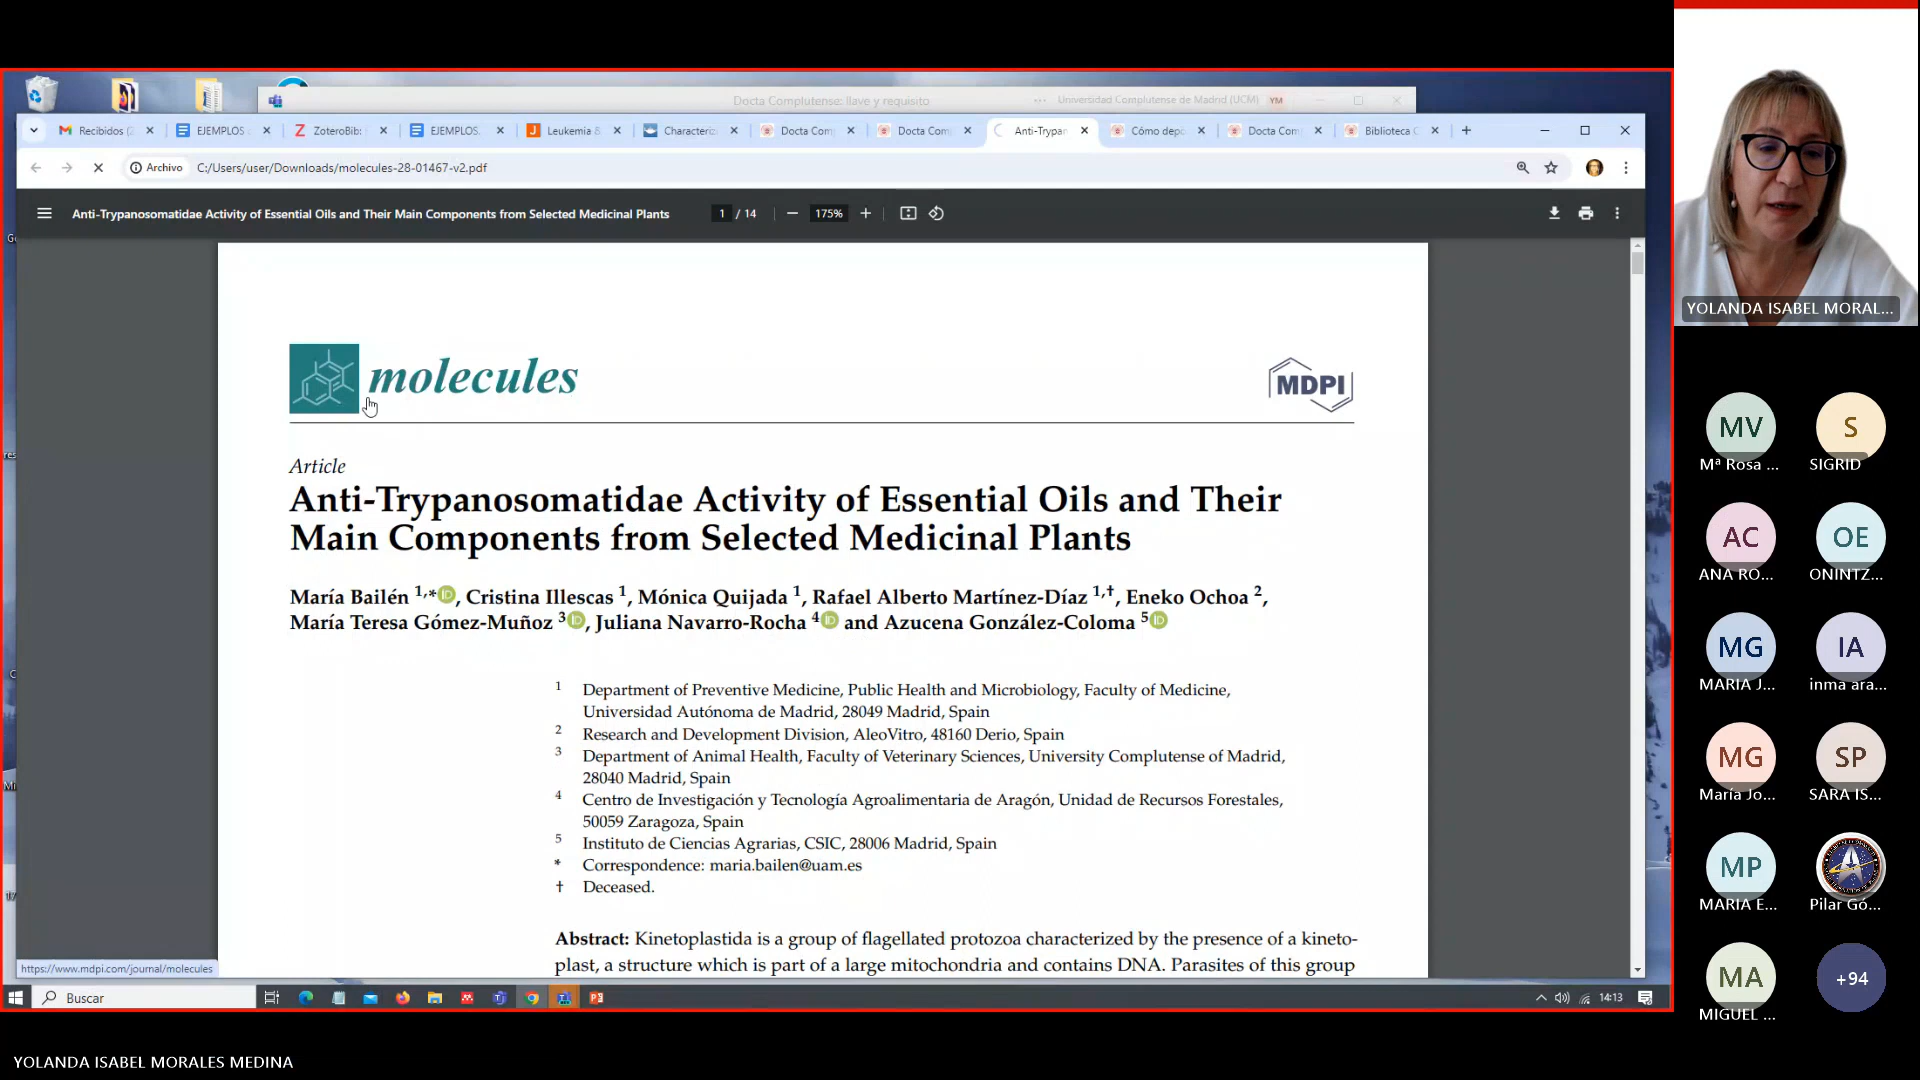 Docta Complutense: llave y requisito
Universidad Complutense de Madrid (UCM)
YM
Recibidos (2
EJEMPLOS
ZoteroBib:
EJEMPLOS.
Leukemia &
Characteriz
Docta Com
Docta Com
Anti-Trypan
Cómo depo
Docta Com
Biblioteca C
Archivo
C:/Users/user/Downloads/molecules-28-01467-v2.pdf
Anti-Trypanosomatidae Activity of Essential Oils and Their Main Components from Selected Medicinal Plants
1 / 14
175%
molecules
MDPI
Article
Anti-Trypanosomatidae Activity of Essential Oils and Their
Main Components from Selected Medicinal Plants
María Bailén 1,*, Cristina Illescas 1, Mónica Quijada 1, Rafael Alberto Martínez-Díaz 1,†, Eneko Ochoa 2,
María Teresa Gómez-Muñoz 3, Juliana Navarro-Rocha 4 and Azucena González-Coloma 5
1 Department of Preventive Medicine, Public Health and Microbiology, Faculty of Medicine,
Universidad Autónoma de Madrid, 28049 Madrid, Spain
2 Research and Development Division, AleoVitro, 48160 Derio, Spain
3 Department of Animal Health, Faculty of Veterinary Sciences, University Complutense of Madrid,
28040 Madrid, Spain
4 Centro de Investigación y Tecnología Agroalimentaria de Aragón, Unidad de Recursos Forestales,
50059 Zaragoza, Spain
5 Instituto de Ciencias Agrarias, CSIC, 28006 Madrid, Spain
* Correspondence: maria.bailen@uam.es
† Deceased.
Abstract: Kinetoplastida is a group of flagellated protozoa characterized by the presence of a kineto-
plast, a structure which is part of a large mitochondria and contains DNA. Parasites of this group
https://www.mdpi.com/journal/molecules
Buscar
14:13
YOLANDA ISABEL MORAL...
MV
Mª Rosa ...
S
SIGRID
AC
ANA RO...
OE
ONINTZ...
MG
MARIA J...
IA
inma ara...
MG
María Jo...
SP
SARA IS...
MP
MARIA E...
Pilar Gó...
MA
MIGUEL ...
+94
YOLANDA ISABEL MORALES MEDINA